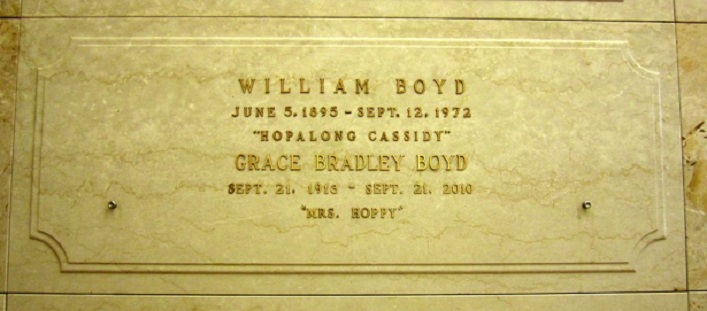 WILLIAM BOYD
JUNE 5, 1895 - SEPT. 12, 1972
"HOPALONG CASSIDY"
GRACE BRADLEY BOYD
SEPT. 21, 1913 - SEPT. 21, 2010
"MRS. HOPPY"